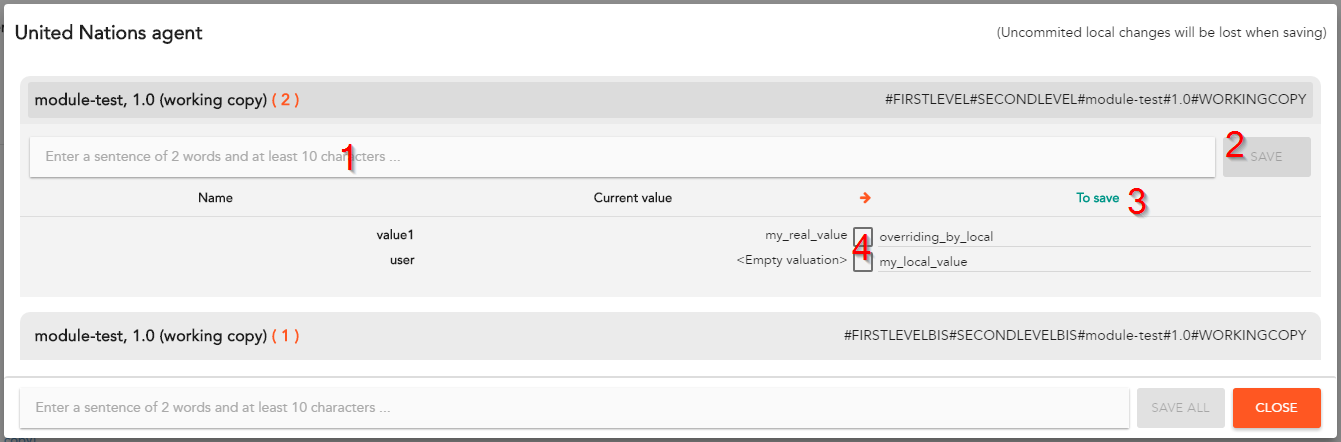 United Nations agent (Uncommited local changes will be lost when saving)
module-test, 1.0 (working copy) ( 2 ) #FIRSTLEVEL#SECONDLEVEL#module-test#1.0#WORKINGCOPY
Enter a sentence of 2 words and at least 10 characters ... 1 2 SAVE
Name Current value → To save 3
value1 my_real_value overriding_by_local
4
user <Empty valuation> my_local_value
module-test, 1.0 (working copy) ( 1 ) #FIRSTLEVELBIS#SECONDLEVELBIS#module-test#1.0#WORKINGCOPY
Enter a sentence of 2 words and at least 10 characters ... SAVE ALL CLOSE